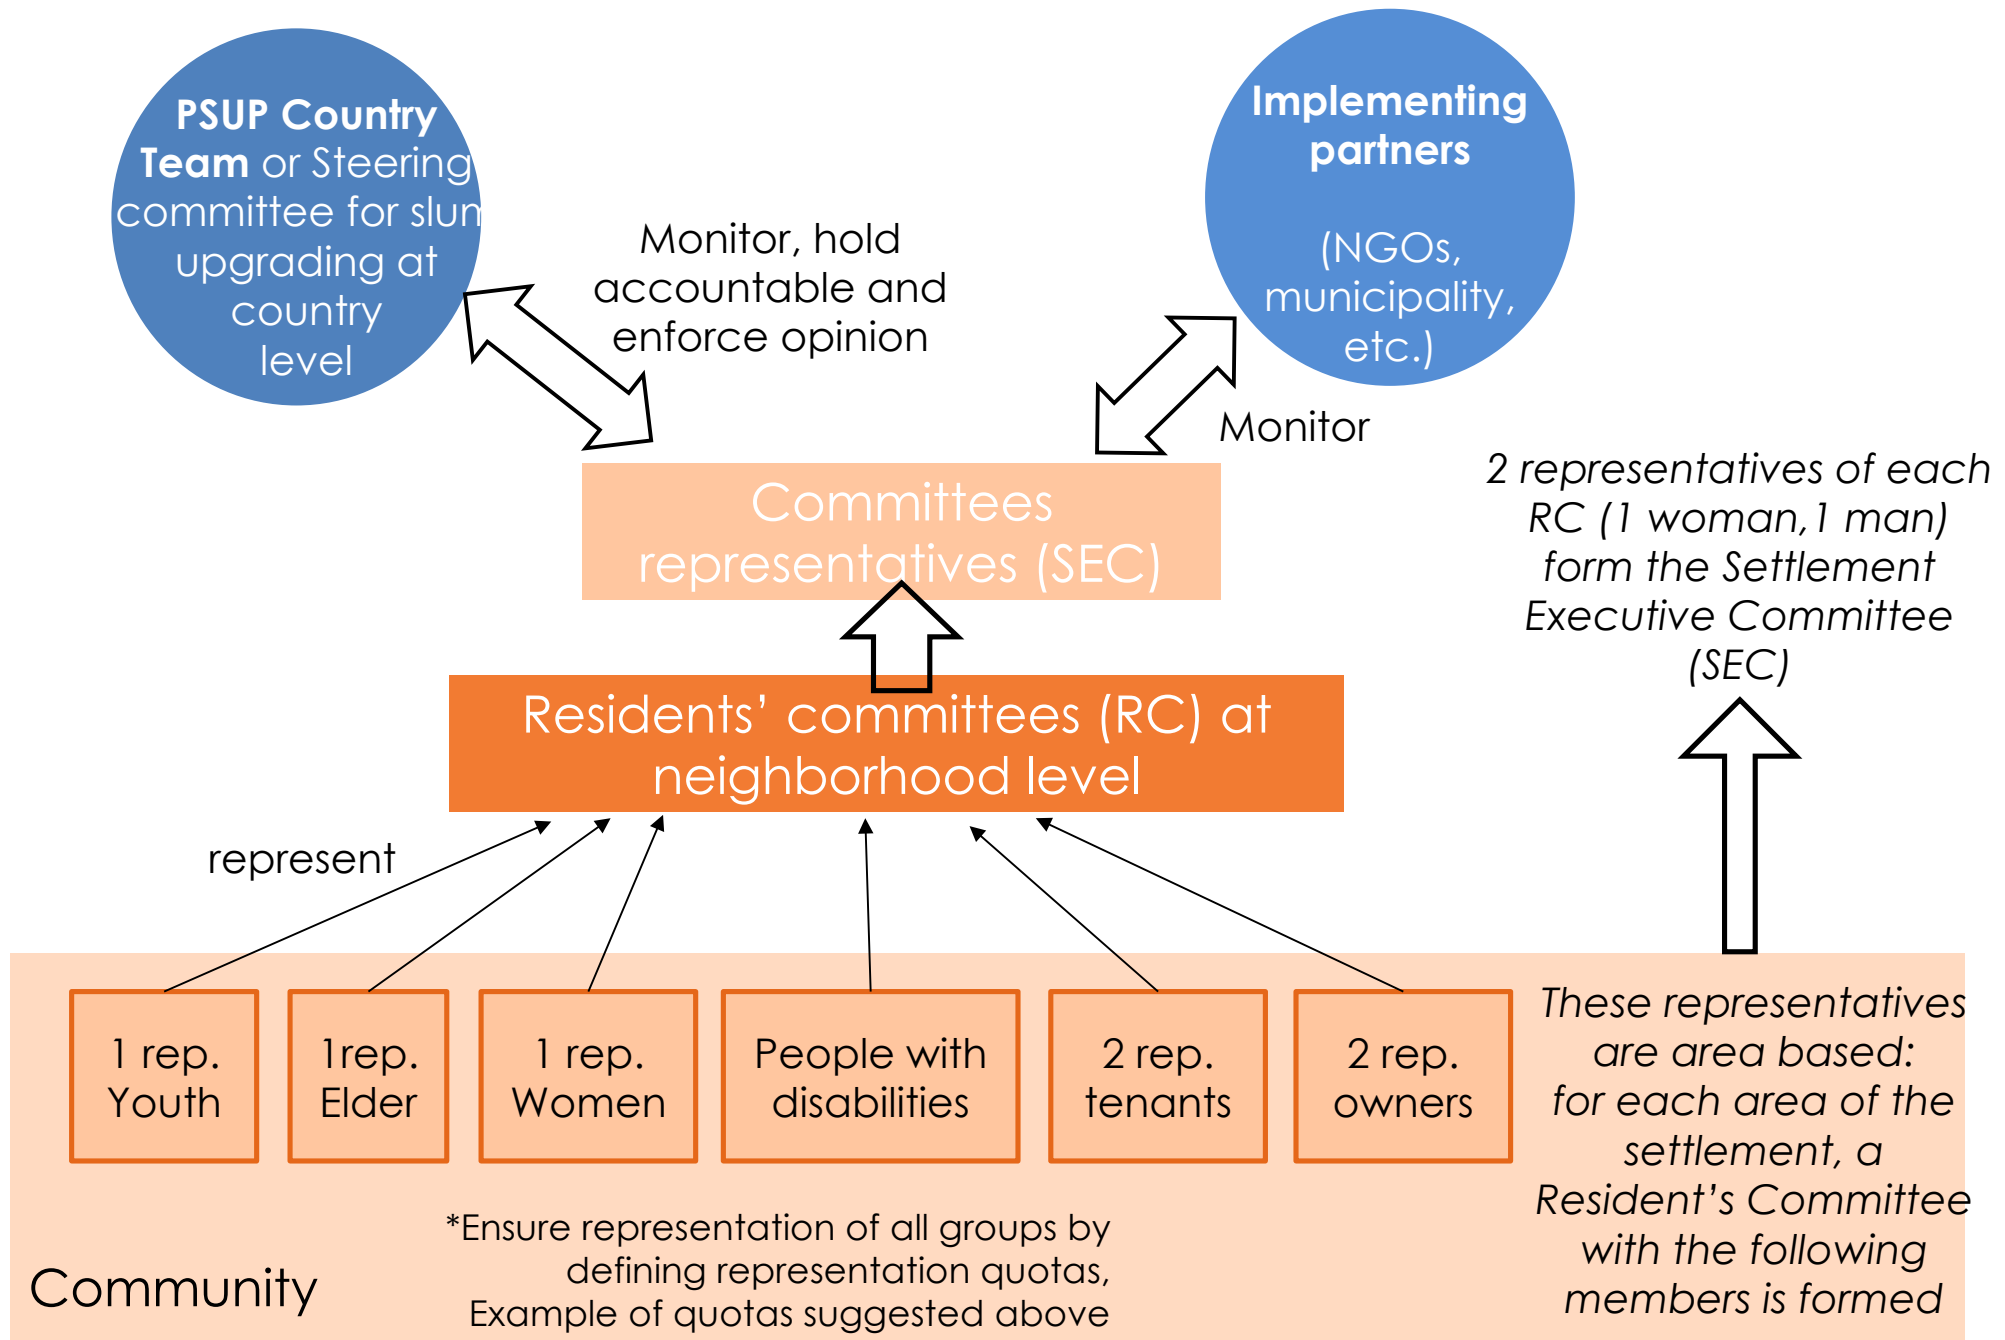 PSUP Country
Team or Steering
committee for slum
upgrading at
country
level
Implementing
partners
(NGOs,
municipality,
etc.)
Monitor, hold
accountable and
enforce opinion
Monitor
Committees
representatives (SEC)
2 representatives of each
RC (1 woman,1 man)
form the Settlement
Executive Committee
(SEC)
Residents’ committees (RC) at
neighborhood level
represent
1 rep.
Youth
1rep.
Elder
1 rep.
Women
People with
disabilities
2 rep.
tenants
2 rep.
owners
These representatives
are area based:
for each area of the
settlement, a
Resident’s Committee
with the following
members is formed
*Ensure representation of all groups by
defining representation quotas,
Example of quotas suggested above
Community